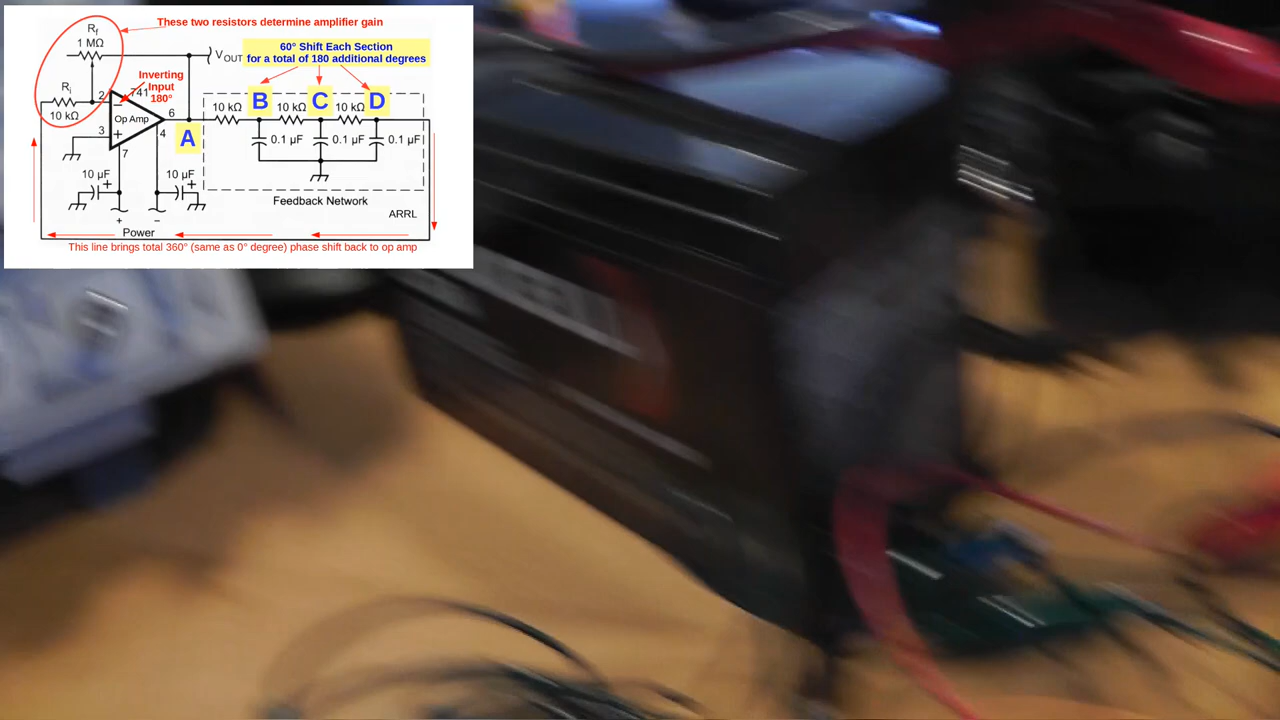 These two resistors determine amplifier gain
Rf
1 MΩ
VOUT
60° Shift Each Section
for a total of 180 additional degrees
Inverting
Input
180°
Ri
10 kΩ
2
741
−
Op Amp
6
3
+
4
7
A
10 kΩ
B
10 kΩ
C
10 kΩ
D
0.1 µF
0.1 µF
0.1 µF
10 µF
+
10 µF
+
Feedback Network
ARRL
+
−
Power
This line brings total 360° (same as 0° degree) phase shift back to op amp